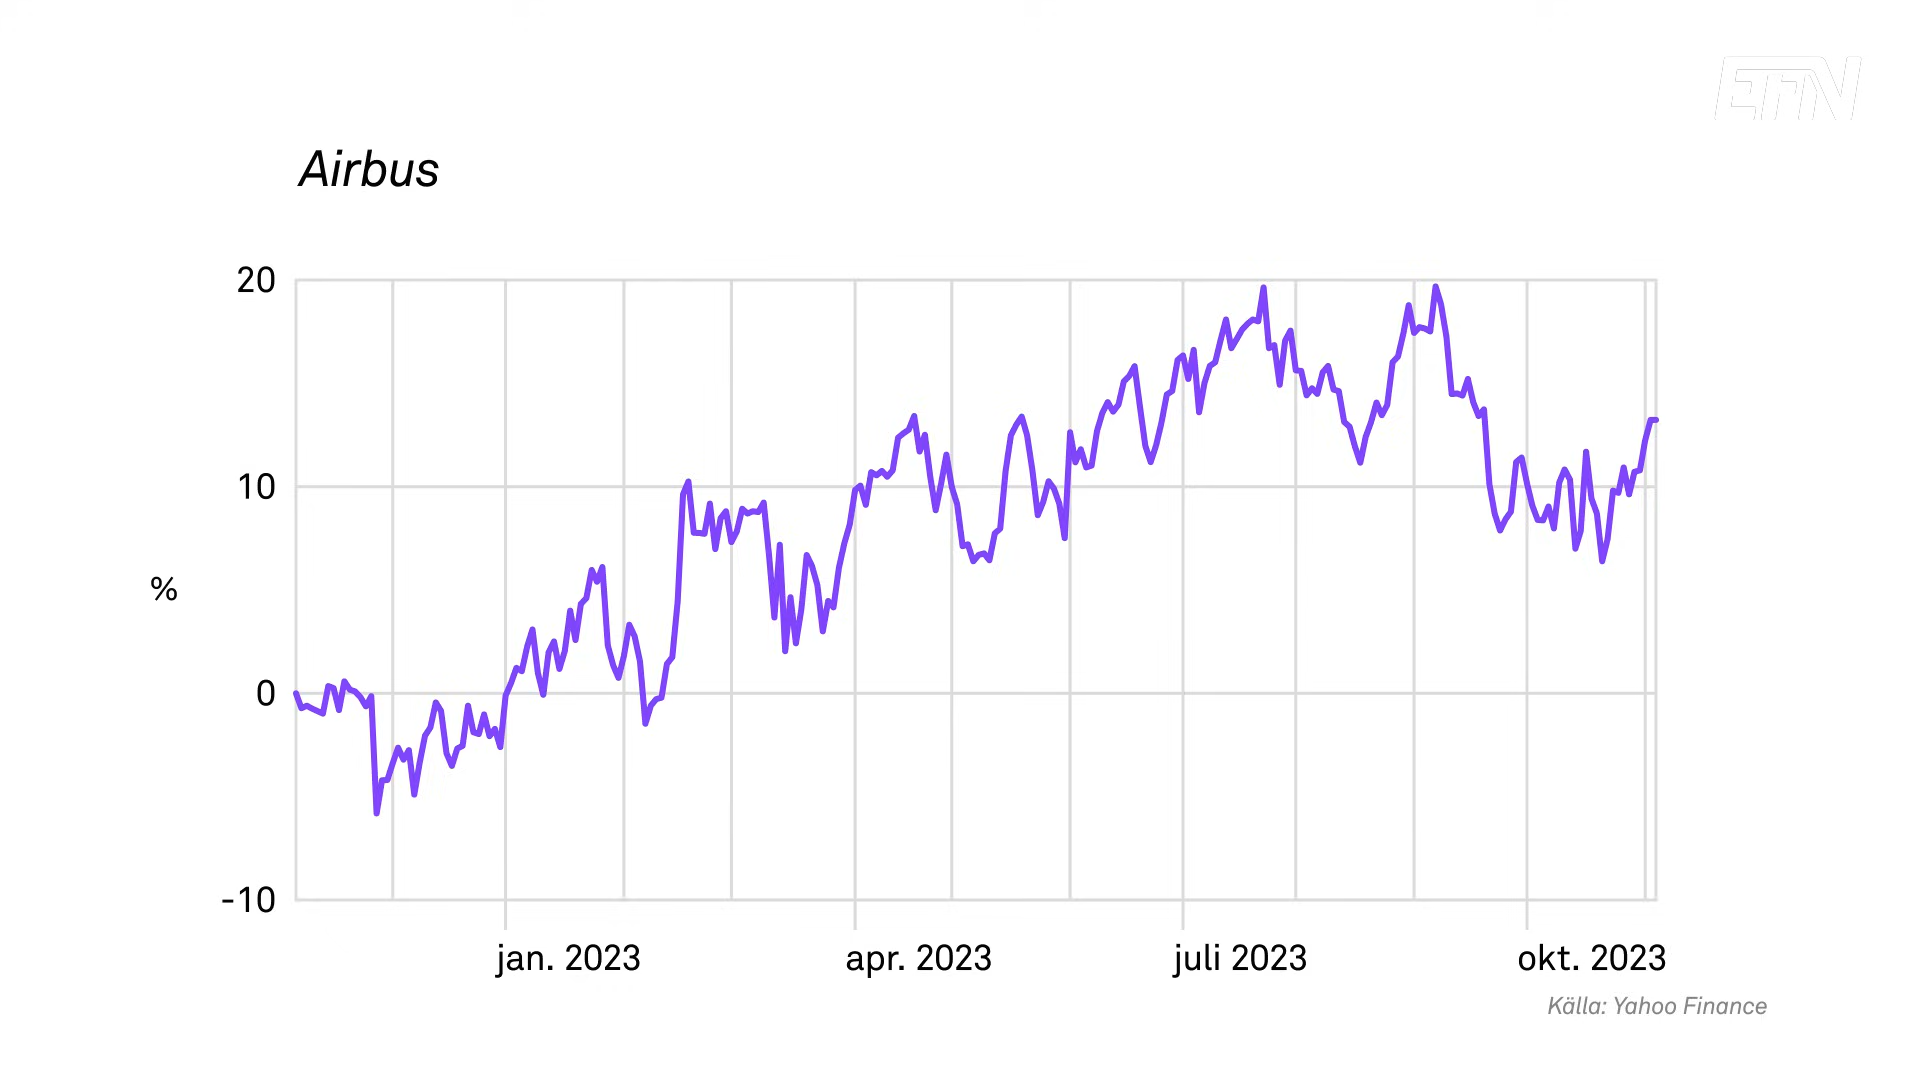 EFN
Airbus
20
10
%
0
-10
jan. 2023
apr. 2023
juli 2023
okt. 2023
Källa: Yahoo Finance